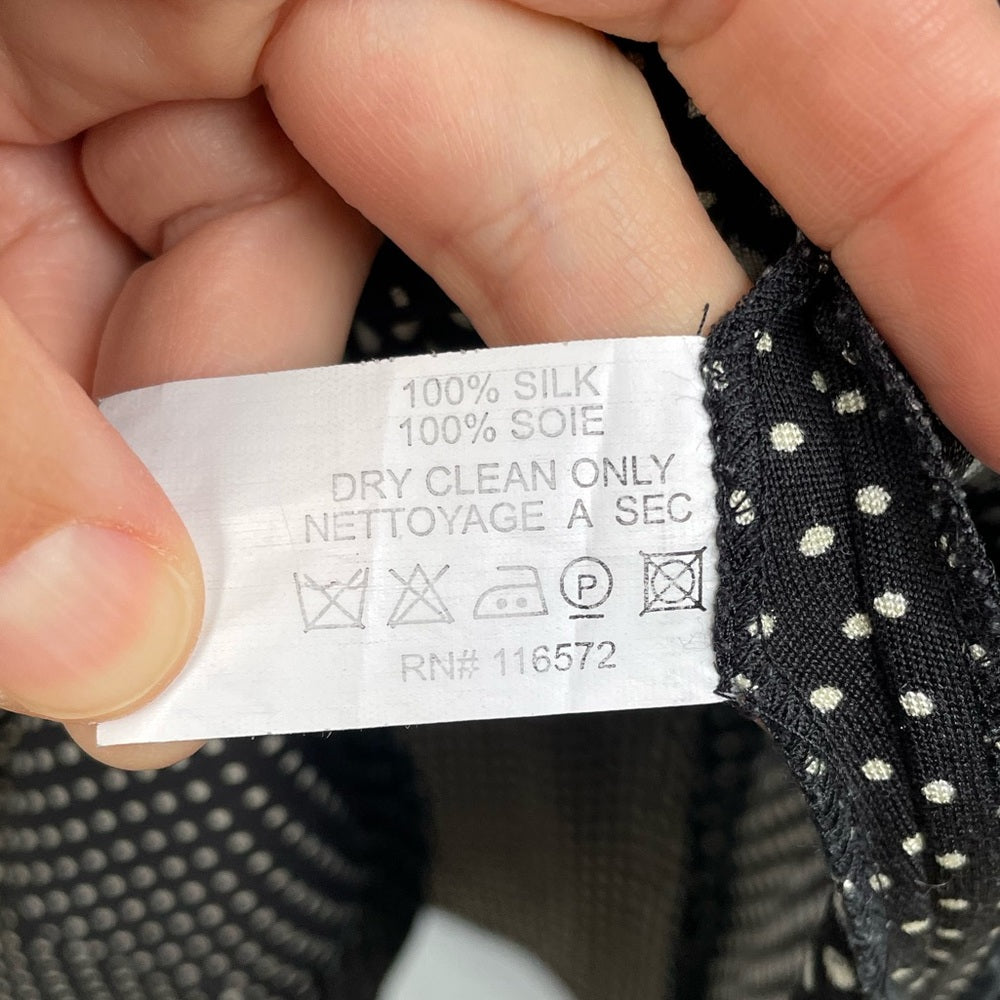 100% SILK
100% SOIE
DRY CLEAN ONLY
NETTOYAGE A SEC
P
RN# 116572